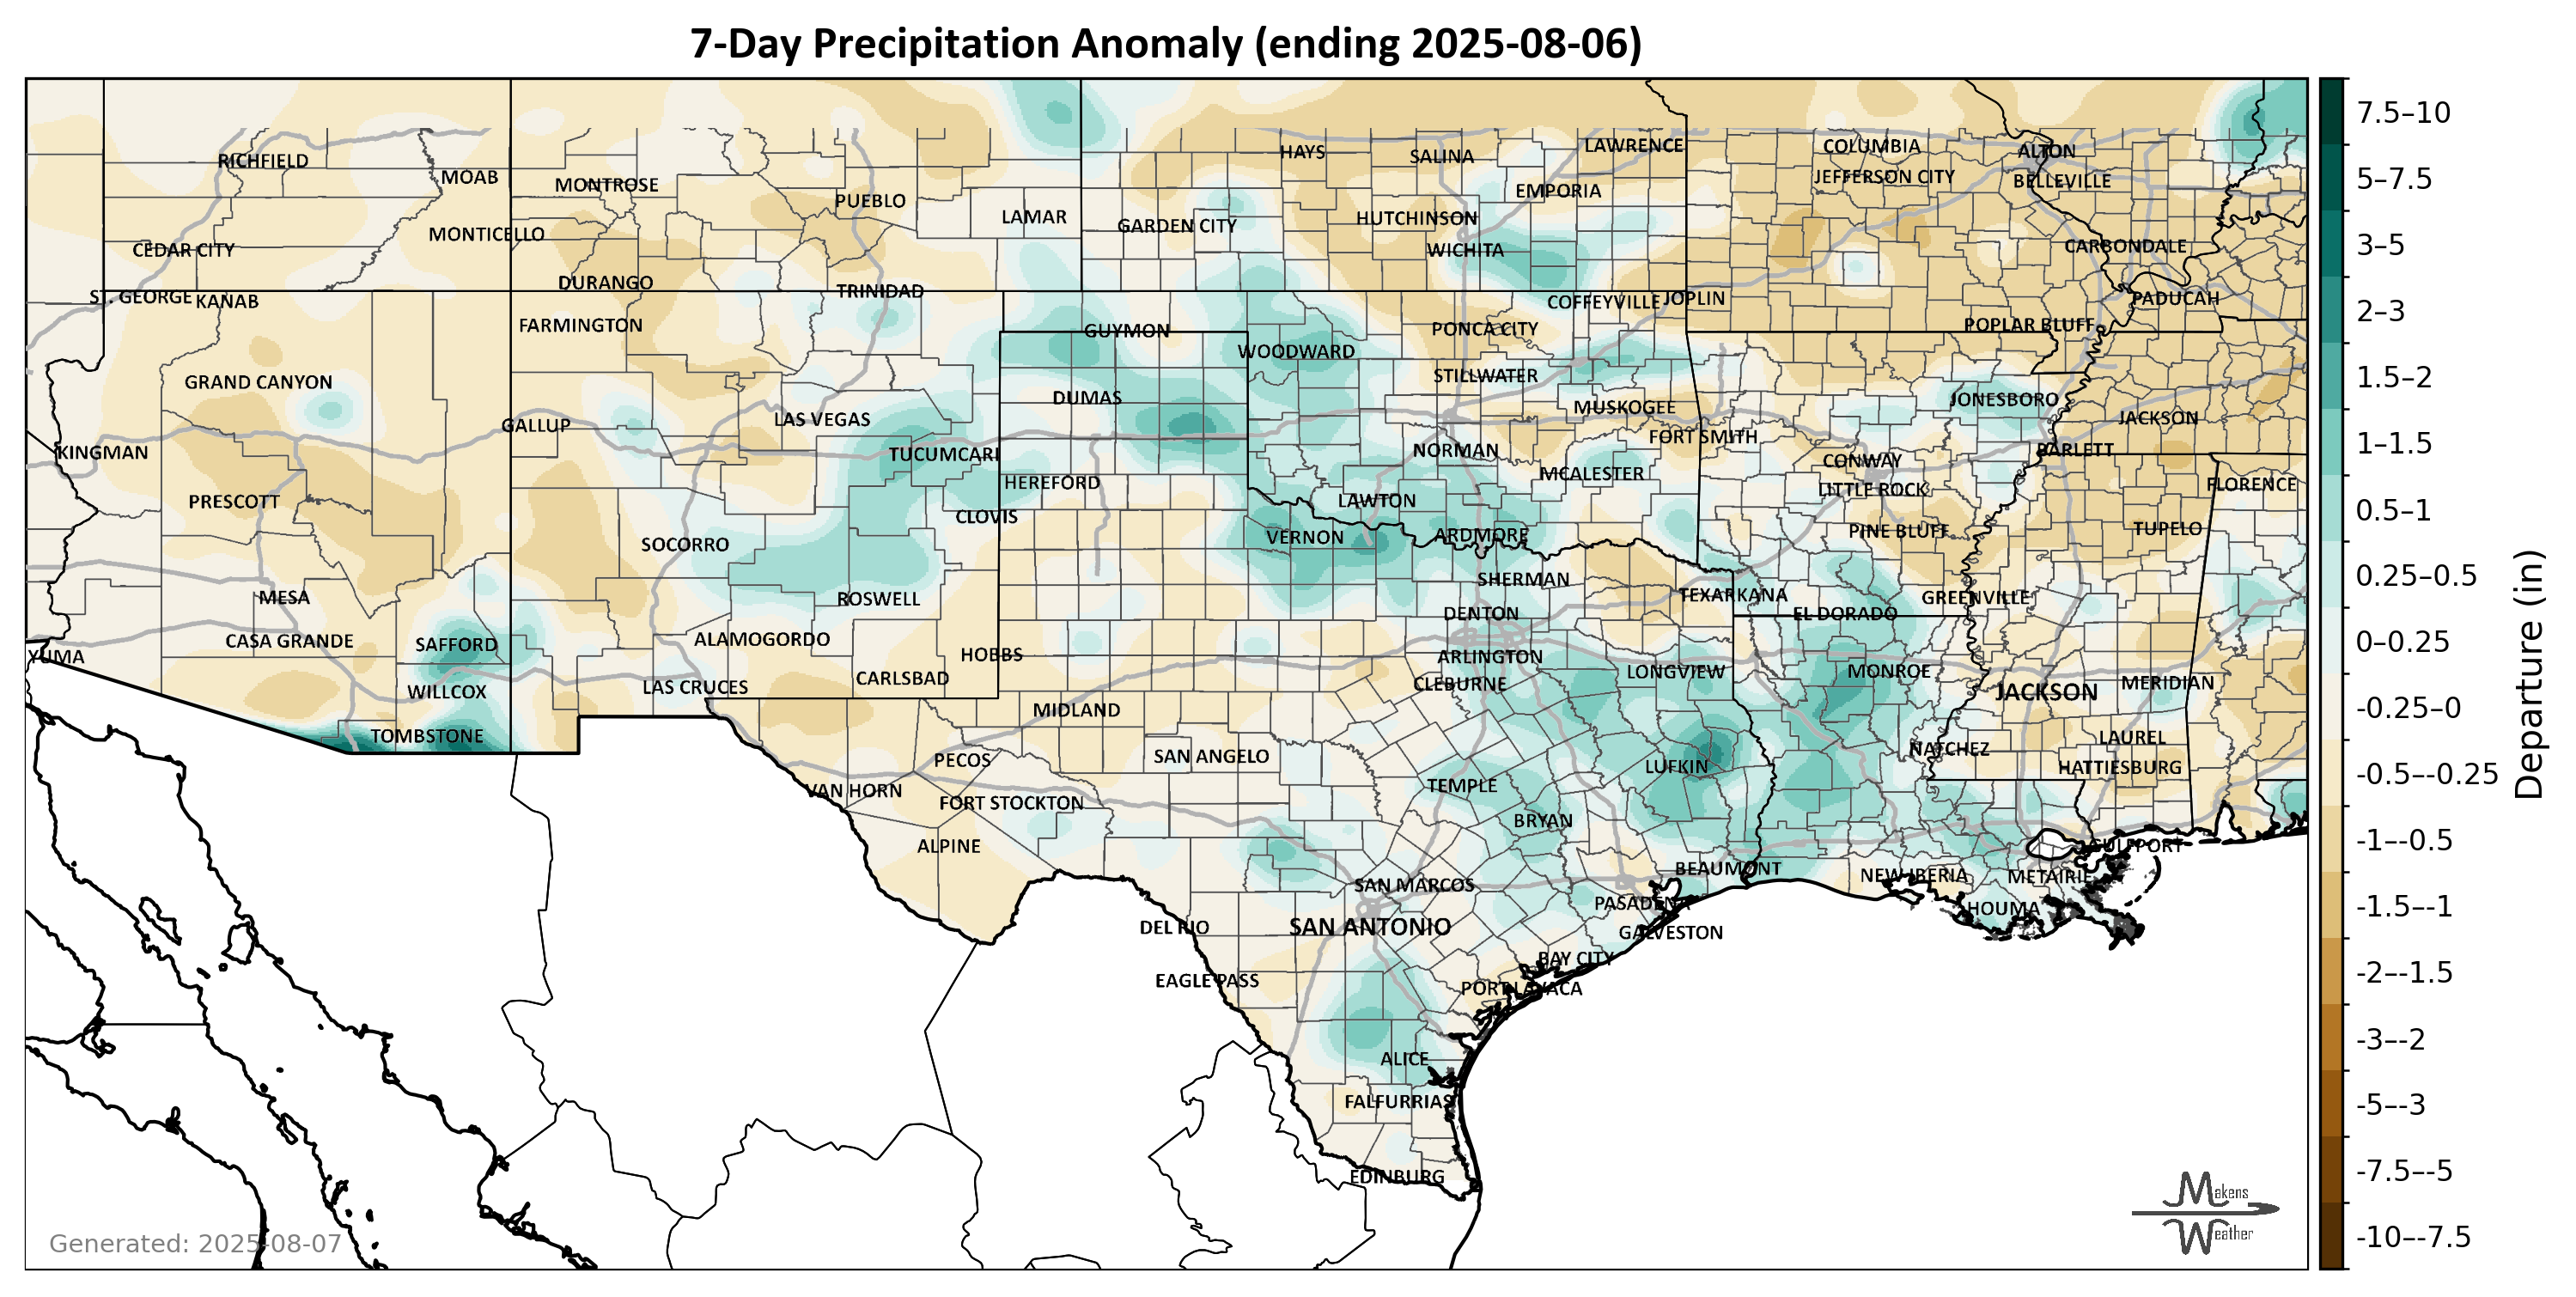 7-Day Precipitation Anomaly (ending 2025-08-06)
RICHFIELD
MOAB
MONTROSE
PUEBLO
LAMAR
HAYS
SALINA
LAWRENCE
COLUMBIA
ALTON
JEFFERSON CITY
BELLEVILLE
EMPORIA
GARDEN CITY
HUTCHINSON
MONTICELLO
CEDAR CITY
WICHITA
CARBONDALE
DURANGO
TRINIDAD
ST. GEORGE
KANAB
COFFEYVILLE
JOPLIN
PADUCAH
FARMINGTON
GUYMON
PONCA CITY
POPLAR BLUFF
WOODWARD
GRAND CANYON
STILLWATER
DUMAS
JONESBORO
MUSKOGEE
LAS VEGAS
GALLUP
JACKSON
FORT SMITH
KINGMAN
TUCUMCARI
NORMAN
BARLETT
CONWAY
MCALESTER
HEREFORD
LITTLE ROCK
FLORENCE
PRESCOTT
LAWTON
CLOVIS
PINE BLUFF
TUPELO
SOCORRO
VERNON
ARDMORE
SHERMAN
MESA
ROSWELL
TEXARKANA
GREENVILLE
DENTON
EL DORADO
CASA GRANDE
SAFFORD
ALAMOGORDO
YUMA
HOBBS
ARLINGTON
LONGVIEW
MONROE
CARLSBAD
CLEBURNE
MERIDIAN
WILLCOX
LAS CRUCES
JACKSON
MIDLAND
TOMBSTONE
LAUREL
NATCHEZ
PECOS
SAN ANGELO
LUFKIN
HATTIESBURG
TEMPLE
VAN HORN
FORT STOCKTON
BRYAN
ALPINE
GULFPORT
BEAUMONT
NEW IBERIA
METAIRIE
SAN MARCOS
PASADENA
HOUMA
DEL RIO
SAN ANTONIO
GALVESTON
BAY CITY
EAGLE PASS
PORT LAVACA
ALICE
FALFURRIAS
EDINBURG
Generated: 2025-08-07
Makens
Weather
7.5–10
5–7.5
3–5
2–3
1.5–2
1–1.5
0.5–1
0.25–0.5
0–0.25
-0.25–0
-0.5–-0.25
-1–-0.5
-1.5–-1
-2–-1.5
-3–-2
-5–-3
-7.5–-5
-10–-7.5
Departure (in)